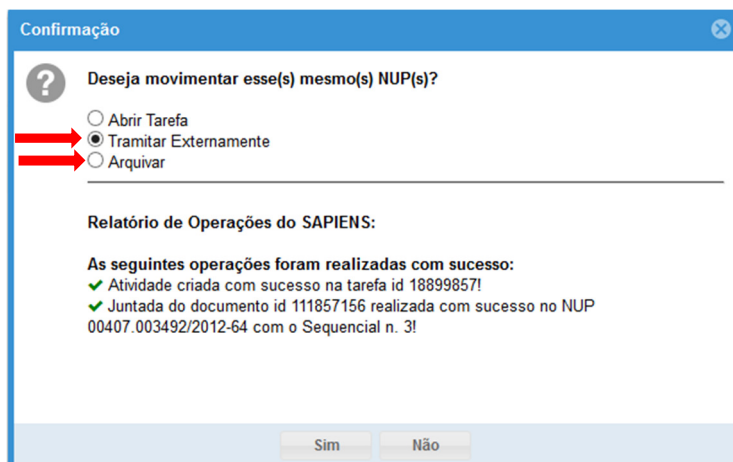 Confirmação
Deseja movimentar esse(s) mesmo(s) NUP(s)?
Abrir Tarefa
Tramitar Externamente
Arquivar
Relatório de Operações do SAPIENS:
As seguintes operações foram realizadas com sucesso:
Atividade criada com sucesso na tarefa id 18899857!
Juntada do documento id 111857156 realizada com sucesso no NUP
00407.003492/2012-64 com o Sequencial n. 3!
Sim Não